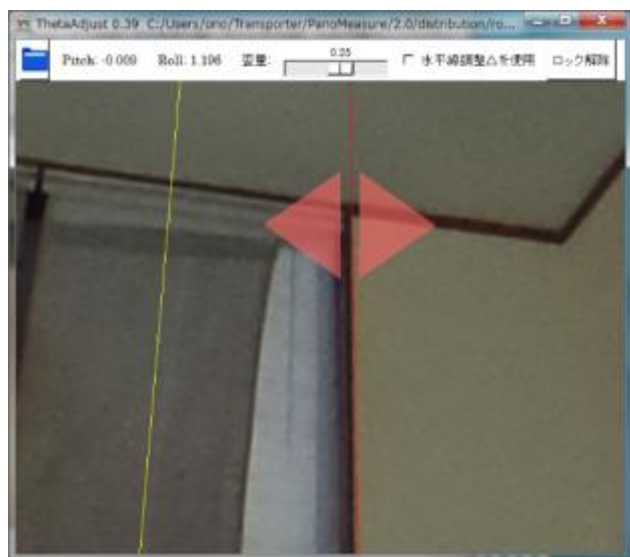 ThetaAdjust 0.39 C:/Users/ono/Transporter/PanoMeasure/2.0/distribution/ro...
Pitch: -0.009 Roll: 1.196 変量: 0.25 水平線調整△を使用 ロック解除